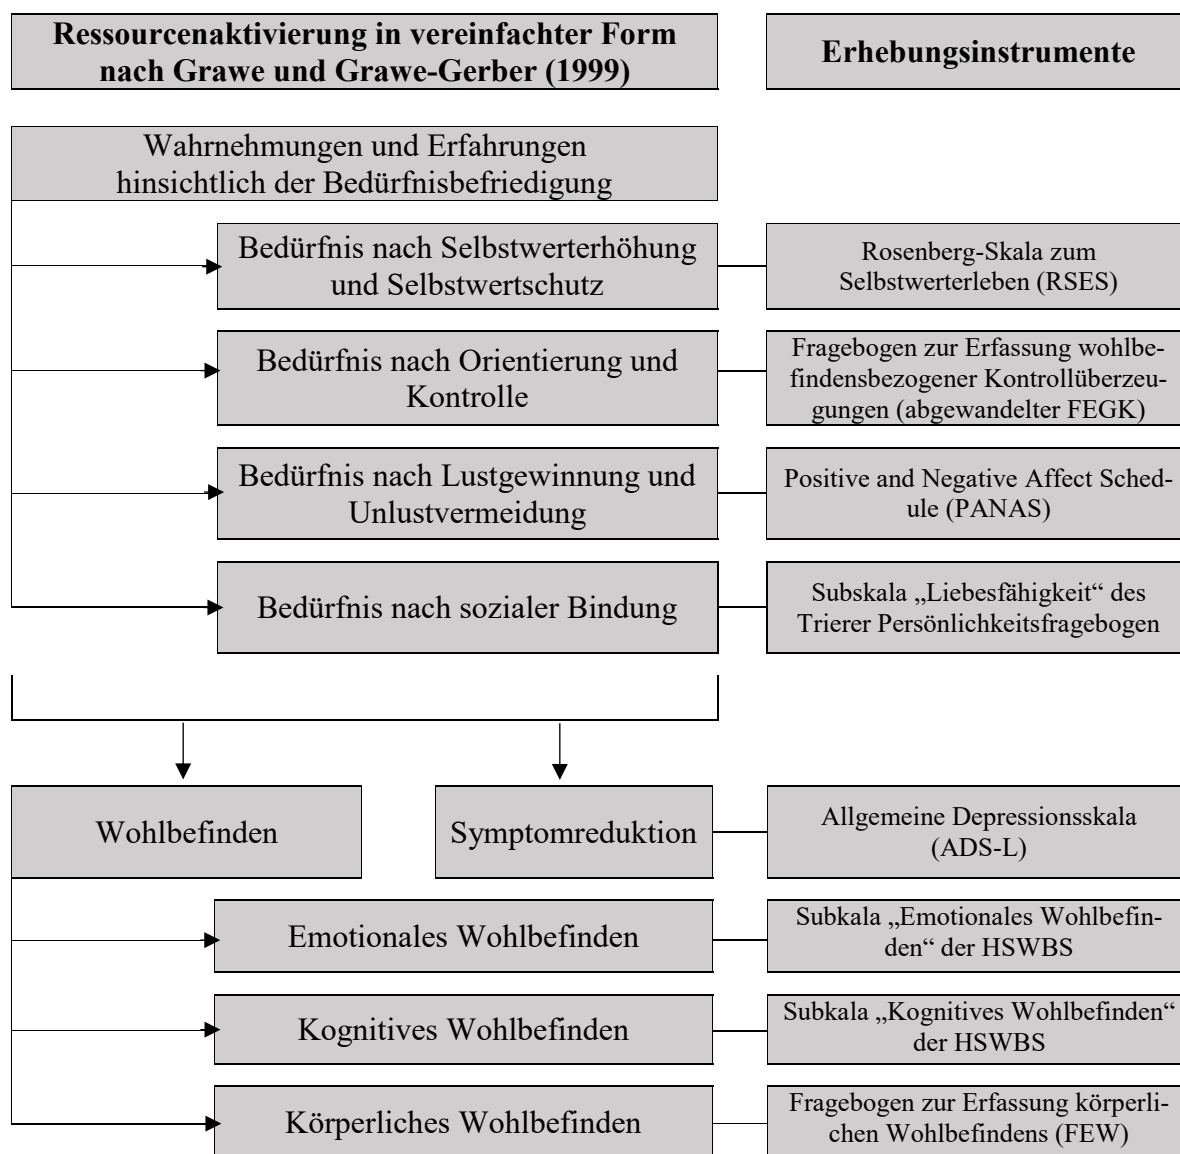 Ressourcenaktivierung in vereinfachter Form
nach Grawe und Grawe-Gerber (1999)
Erhebungsinstrumente
Wahrnehmungen und Erfahrungen
hinsichtlich der Bedürfnisbefriedigung
Bedürfnis nach Selbstwerterhöhung
und Selbstwertschutz
Rosenberg-Skala zum
Selbstwerterleben (RSES)
Bedürfnis nach Orientierung und
Kontrolle
Fragebogen zur Erfassung wohlbe-
findensbezogener Kontrollüberzeu-
gungen (abgewandelter FEGK)
Bedürfnis nach Lustgewinnung und
Unlustvermeidung
Positive and Negative Affect Sched-
ule (PANAS)
Bedürfnis nach sozialer Bindung
Subskala „Liebesfähigkeit“ des
Trierer Persönlichkeitsfragebogen
Wohlbefinden
Symptomreduktion
Allgemeine Depressionsskala
(ADS-L)
Emotionales Wohlbefinden
Subkala „Emotionales Wohlbefin-
den“ der HSWBS
Kognitives Wohlbefinden
Subkala „Kognitives Wohlbefinden“
der HSWBS
Körperliches Wohlbefinden
Fragebogen zur Erfassung körperli-
chen Wohlbefindens (FEW)